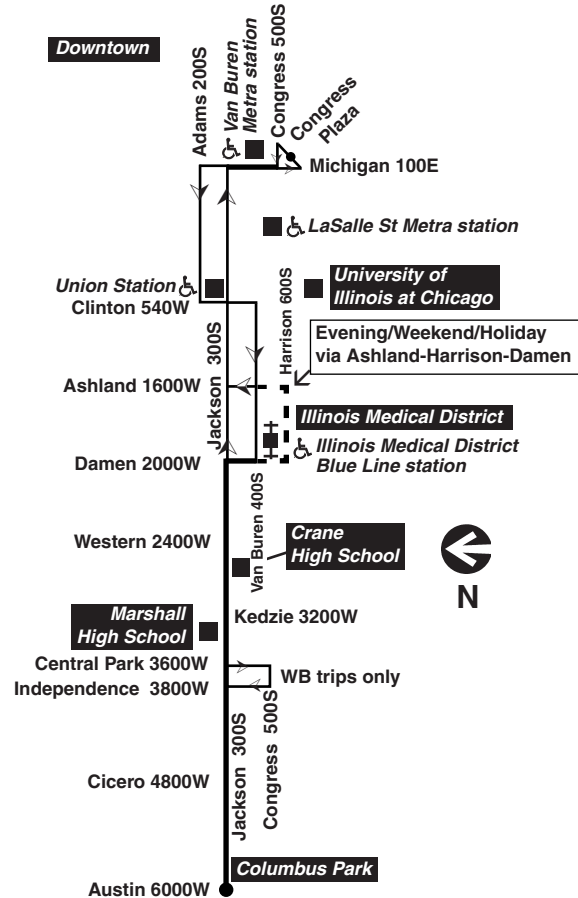 Downtown
Adams 200S
Van Buren
Metra station
Congress 500S
Congress
Plaza
Michigan 100E
LaSalle St Metra station
Union Station
Clinton 540W
University of
Illinois at Chicago
Harrison 600S
Evening/Weekend/Holiday
via Ashland-Harrison-Damen
Jackson 300S
Ashland 1600W
Illinois Medical District
Illinois Medical District
Blue Line station
Damen 2000W
Van Buren 400S
Western 2400W
Crane
High School
N
Marshall
High School
Kedzie 3200W
Central Park 3600W
Independence 3800W
WB trips only
Jackson 300S
Congress 500S
Cicero 4800W
Columbus Park
Austin 6000W